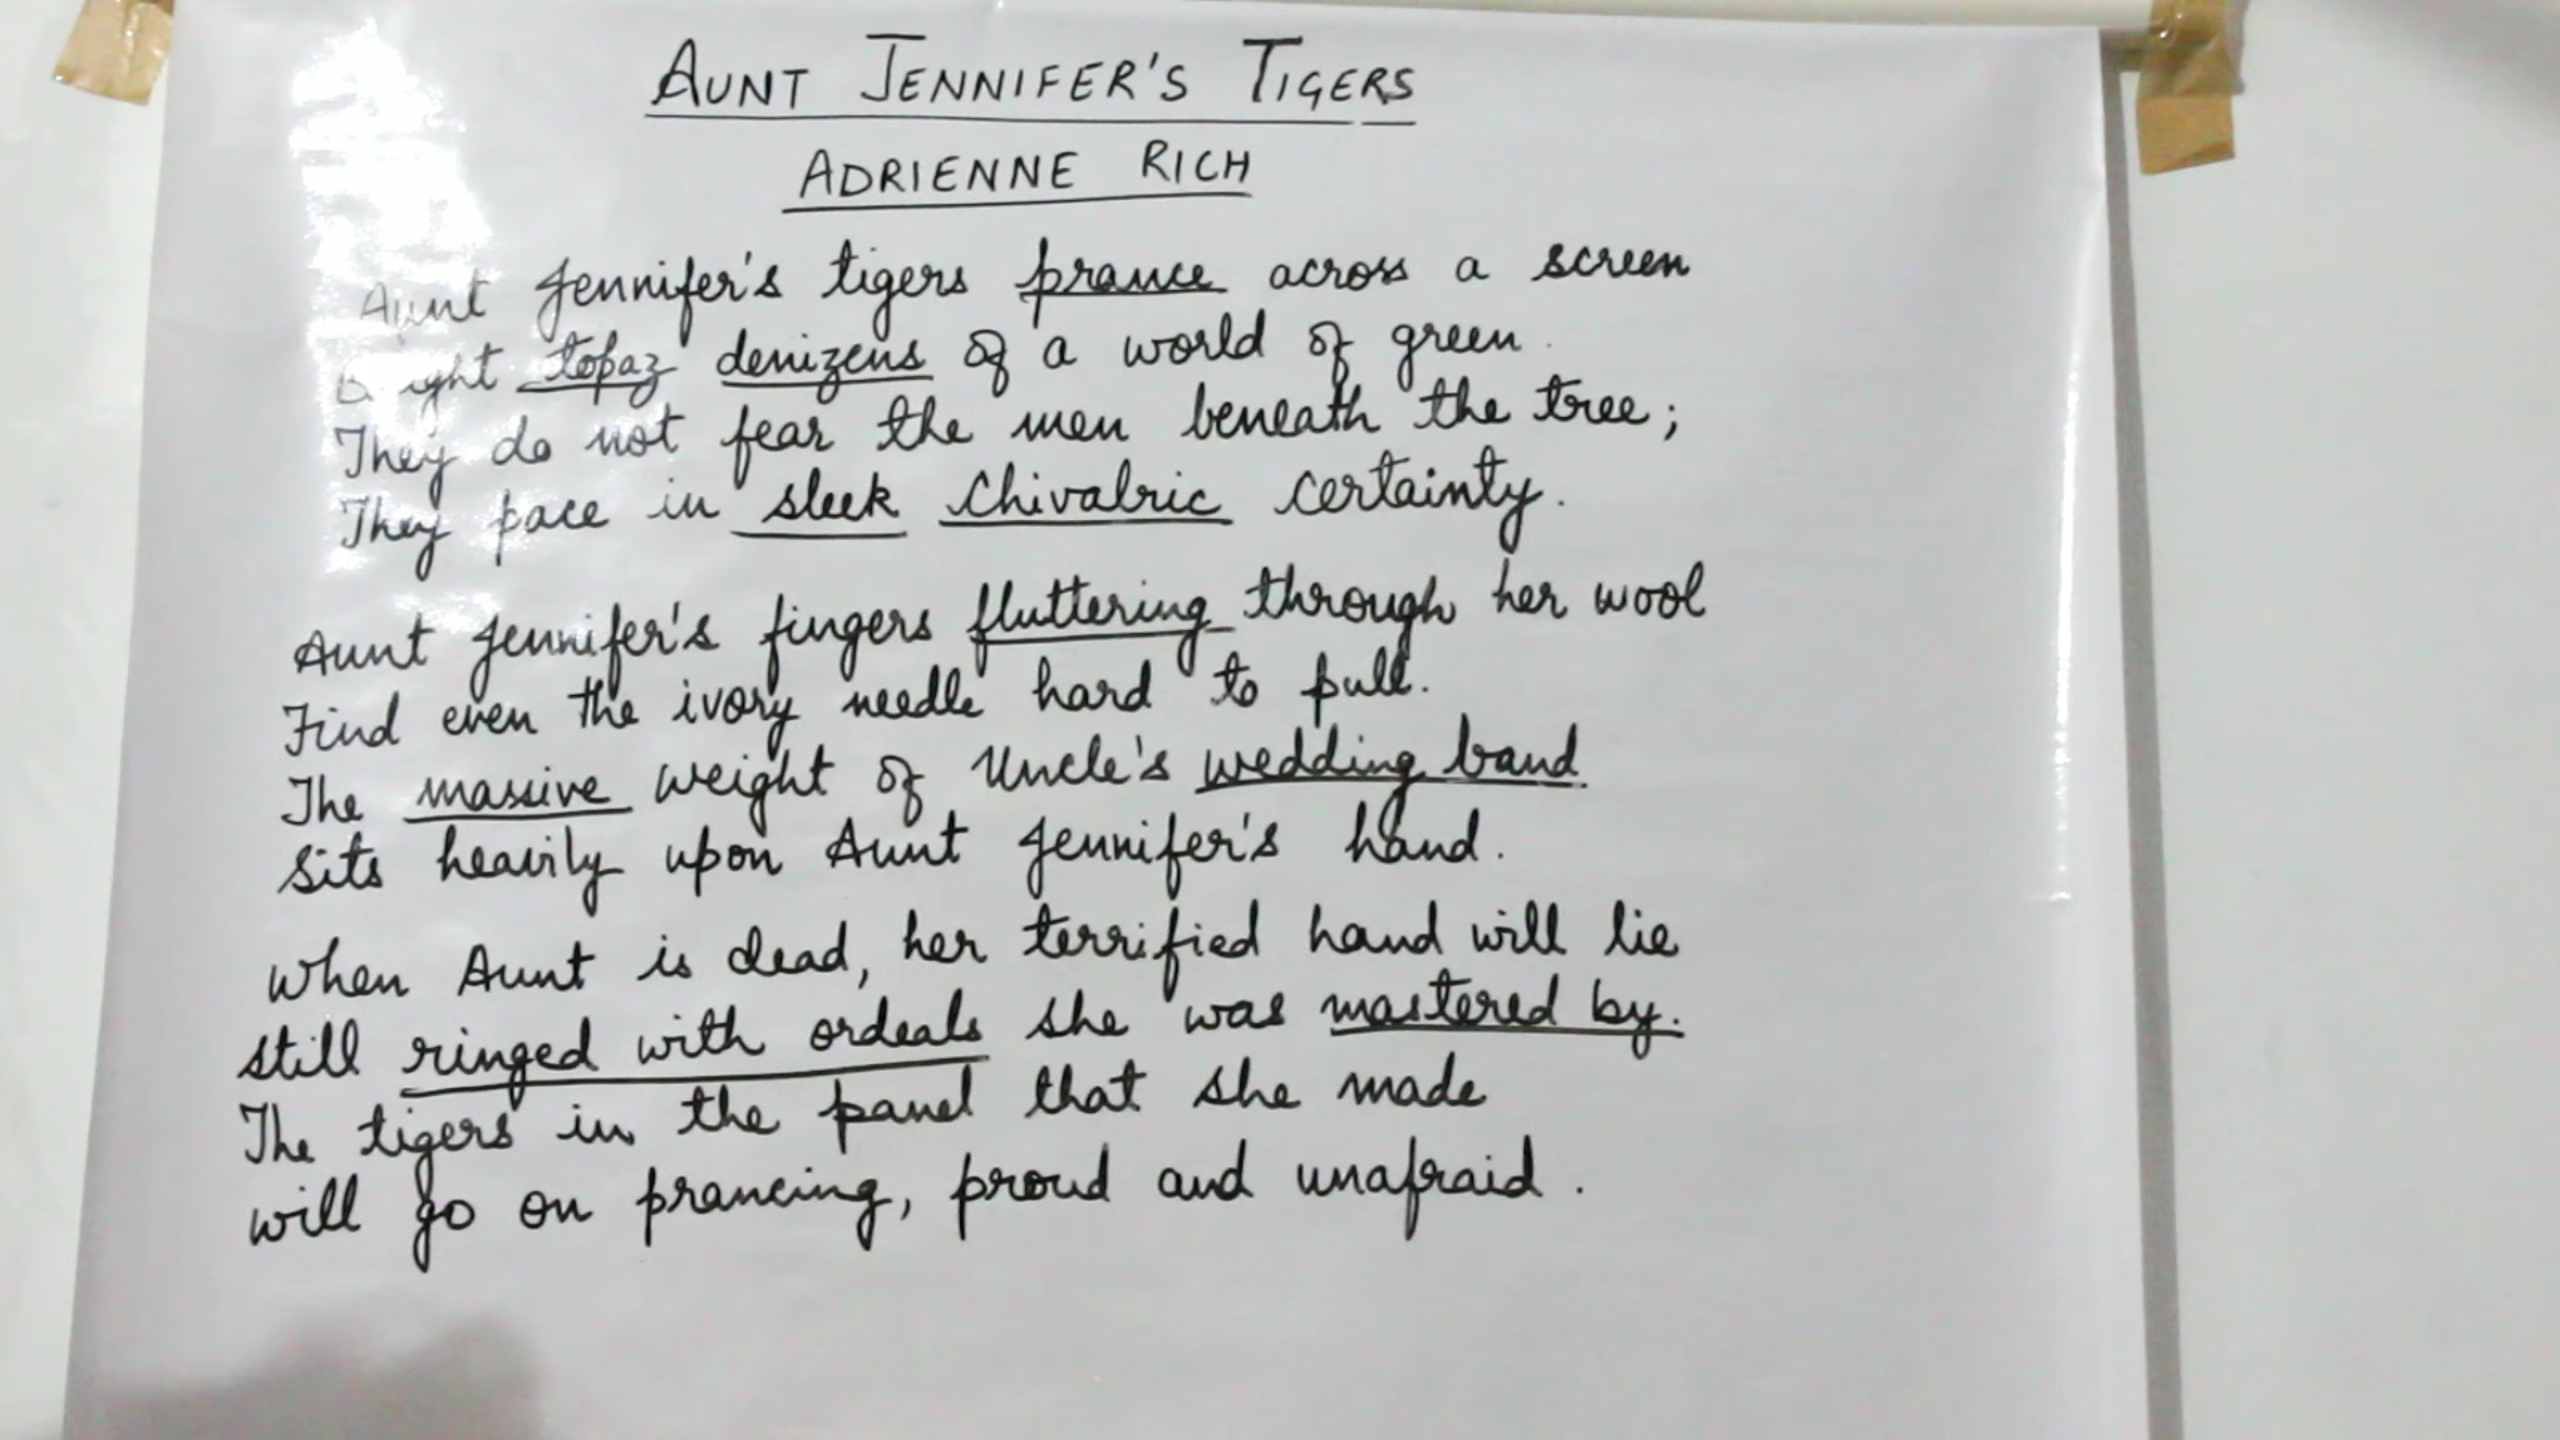 AUNT JENNIFER'S TIGERS
ADRIENNE RICH
Aunt Jennifer's tigers prance across a screen
Bright topaz denizens of a world of green.
They do not fear the men beneath the tree;
They pace in sleek Chivalric certainty.
Aunt Jennifer's fingers fluttering through her wool
Find even the ivory needle hard to pull.
The massive weight of Uncle's wedding band
Sits heavily upon Aunt Jennifer's hand.
When Aunt is dead, her terrified hand will lie
still ringed with ordeals she was mastered by.
The tigers in the panel that she made
will go on prancing, proud and unafraid.